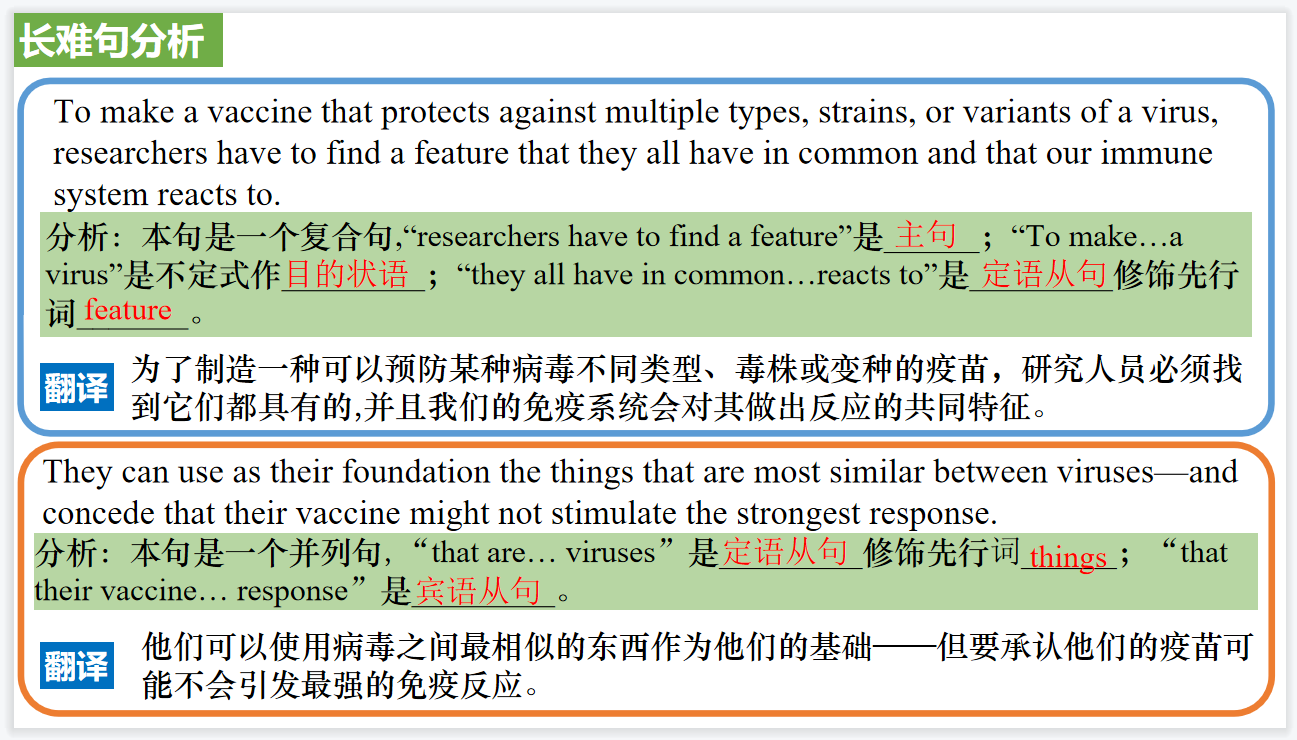 长难句分析
To make a vaccine that protects against multiple types, strains, or variants of a virus,
researchers have to find a feature that they all have in common and that our immune
system reacts to.
分析：本句是一个复合句,“researchers have to find a feature”是 主句 ；“To make…a
virus”是不定式作目的状语 ；“they all have in common…reacts to”是 定语从句修饰先行
词feature 。
翻译
为了制造一种可以预防某种病毒不同类型、毒株或变种的疫苗，研究人员必须找
到它们都具有的,并且我们的免疫系统会对其做出反应的共同特征。
They can use as their foundation the things that are most similar between viruses—and
concede that their vaccine might not stimulate the strongest response.
分析：本句是一个并列句，“that are… viruses”是定语从句 修饰先行词 things ；“that
their vaccine… response”是宾语从句 。
翻译
他们可以使用病毒之间最相似的东西作为他们的基础——但要承认他们的疫苗可
能不会引发最强的免疫反应。